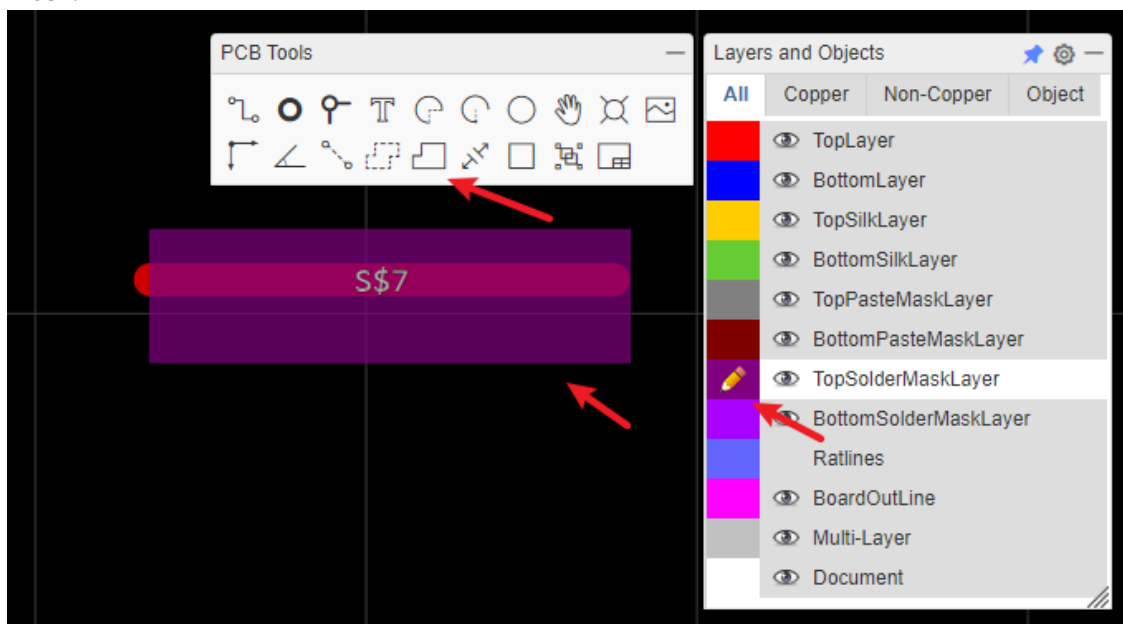 PCB Tools
T
S$7
Layers and Objects
All Copper Non-Copper Object
TopLayer
BottomLayer
TopSilkLayer
BottomSilkLayer
TopPasteMaskLayer
BottomPasteMaskLayer
TopSolderMaskLayer
BottomSolderMaskLayer
Ratlines
BoardOutLine
Multi-Layer
Document